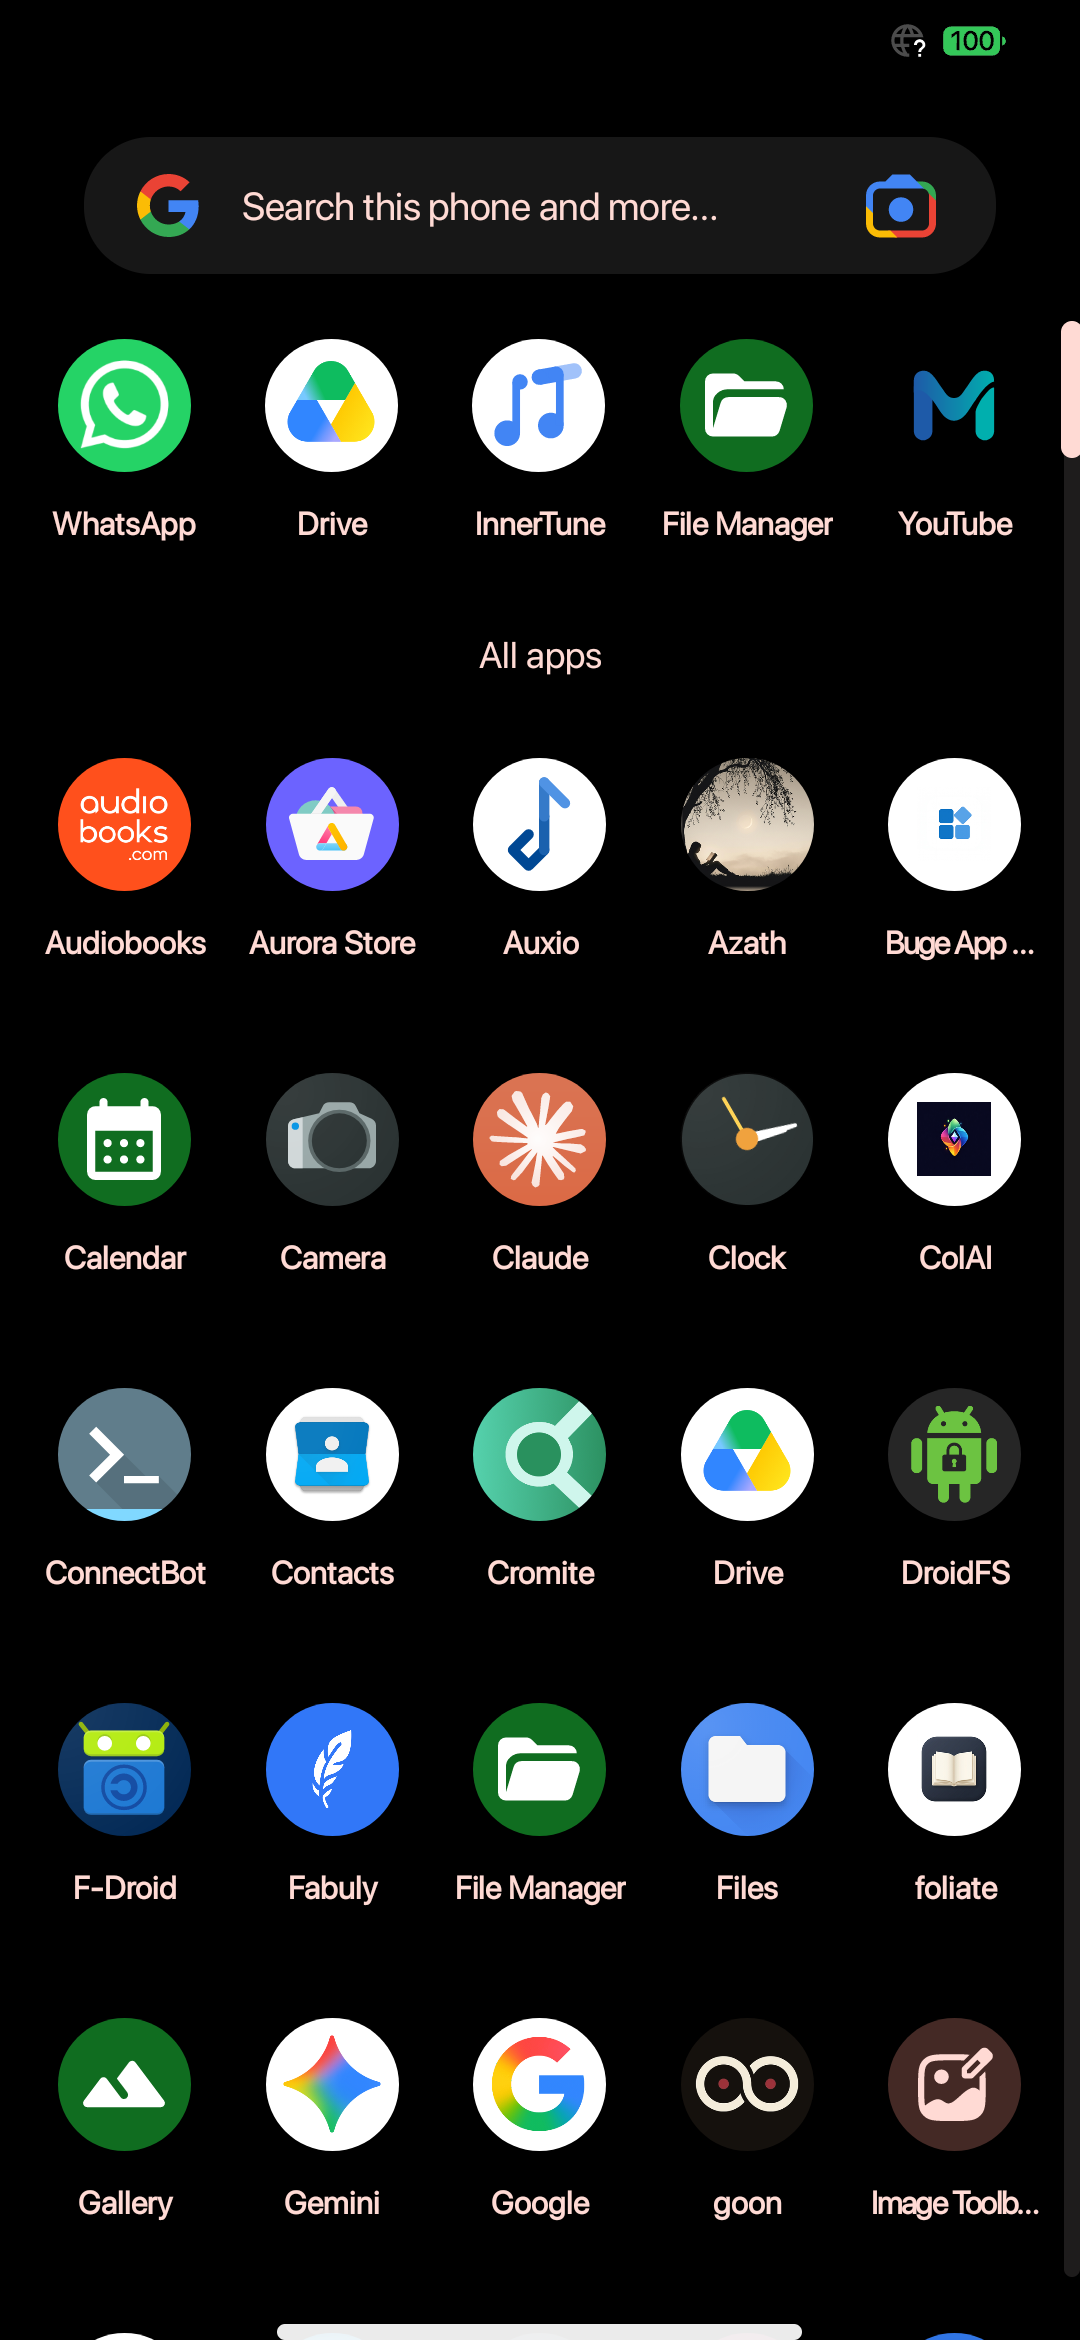 100
Search this phone and more...
WhatsApp Drive InnerTune File Manager YouTube
All apps
audio
books
.com
Audiobooks Aurora Store Auxio Azath Buge App ...
Calendar Camera Claude Clock ColAI
ConnectBot Contacts Cromite Drive DroidFS
F-Droid Fabuly File Manager Files foliate
Gallery Gemini Google goon Image Toolb...